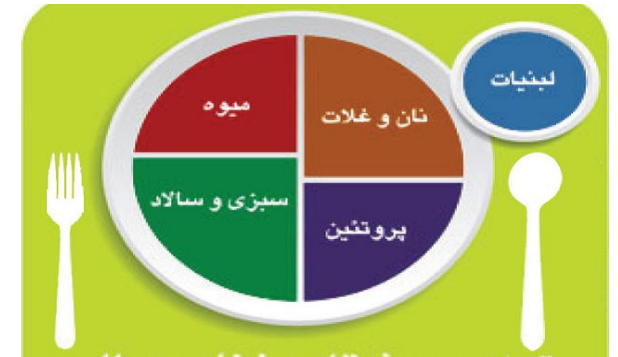 لبنیات
نان و غلات
میوه
سبزی و سالاد
پروتئین